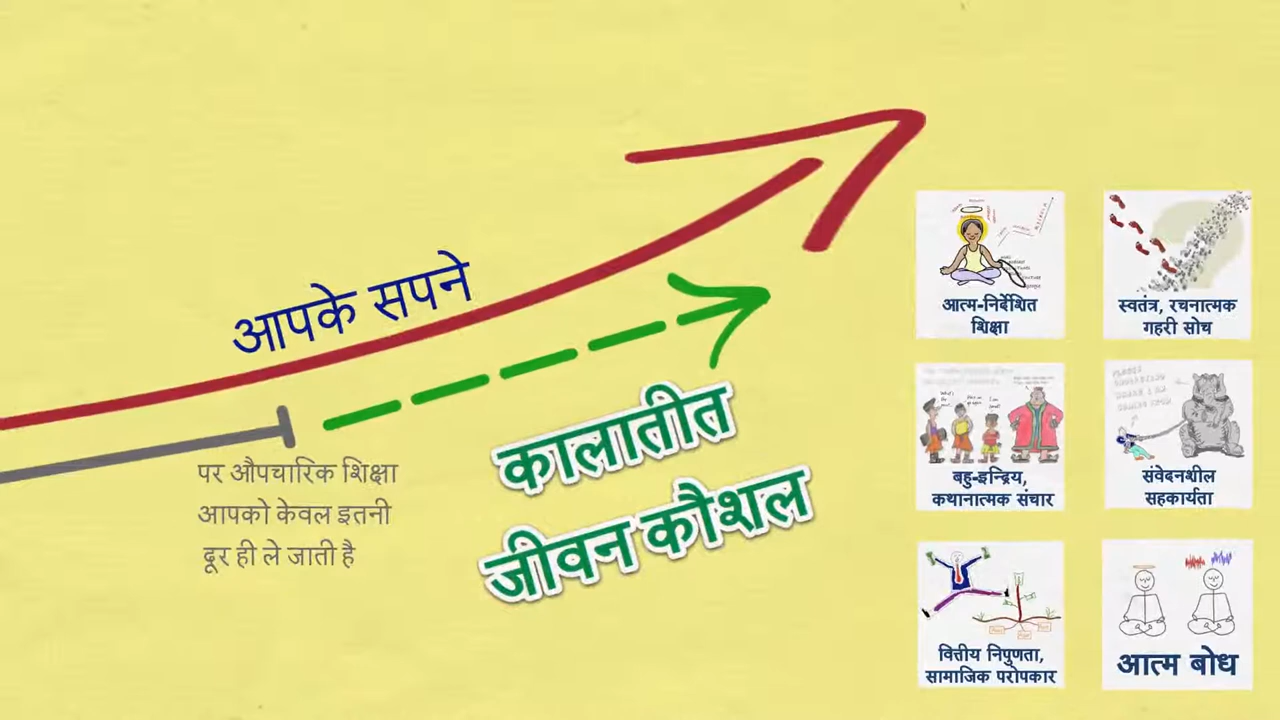 आपके सपने
पर औपचारिक शिक्षा
आपको केवल इतनी
दूर ही ले जाती है
कालातीत
जीवन कौशल
आत्म-निर्देशित
शिक्षा
स्वतंत्र, रचनात्मक
गहरी सोच
बहु-इन्द्रिय,
कथानात्मक संचार
संवेदनशील
सहकार्यता
वित्तीय निपुणता,
सामाजिक परोपकार
आत्म बोध